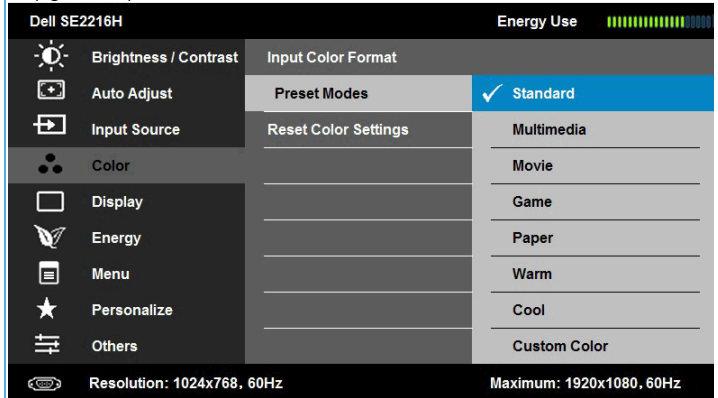 Dell SE2216H Energy Use
Brightness / Contrast Input Color Format
Auto Adjust Preset Modes Standard
Input Source Reset Color Settings Multimedia
Color Movie
Display Game
Energy Paper
Menu Warm
Personalize Cool
Others Custom Color
Resolution: 1024x768, 60Hz Maximum: 1920x1080, 60Hz